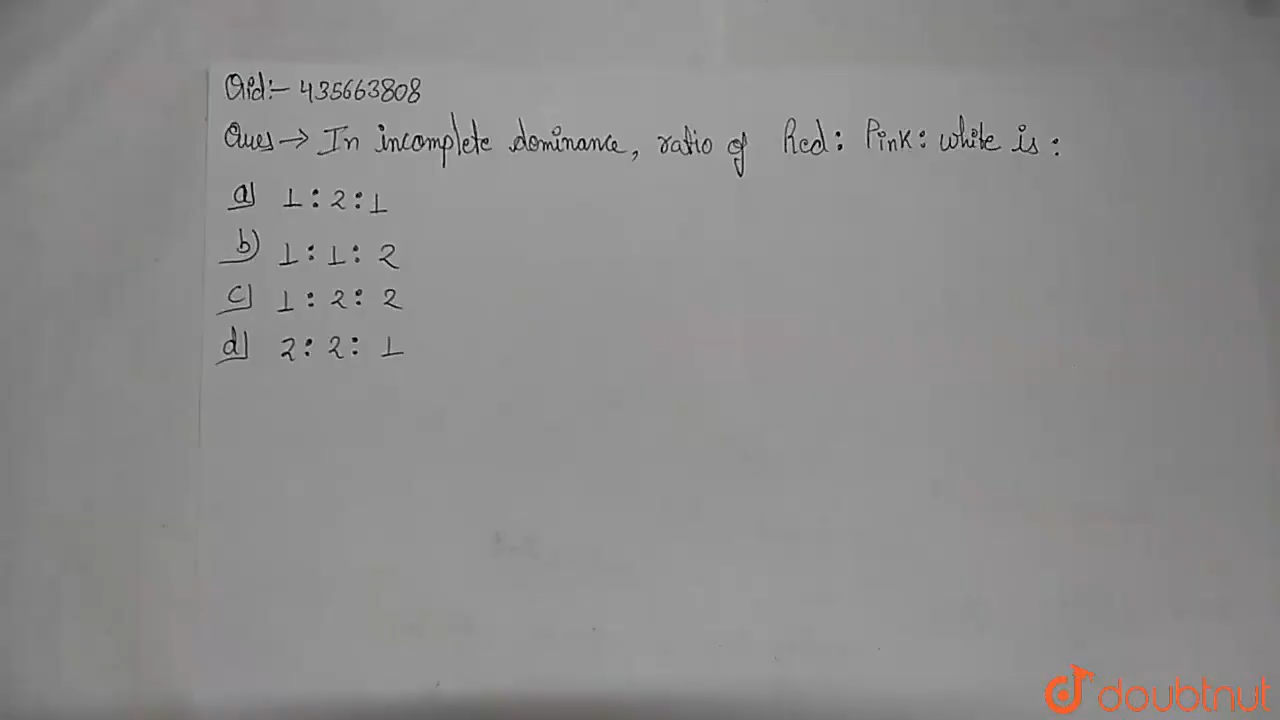 Qid:- 435663808
Ques → In incomplete dominance, ratio of Red : Pink : white is :
a) 1 : 2 : 1
b) 1 : 1 : 2
c) 1 : 2 : 2
d) 2 : 2 : 1
doubtnut